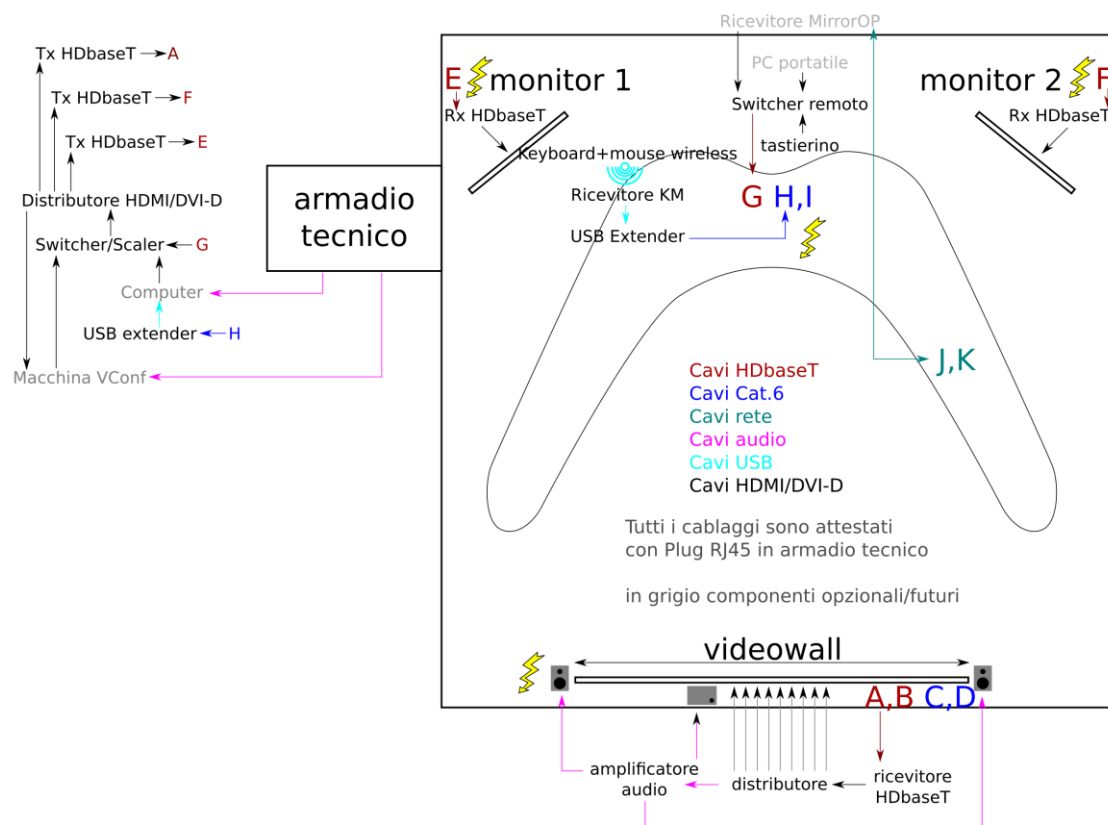 Ricevitore MirrorOP
Tx HDbaseT
A
Tx HDbaseT
F
Tx HDbaseT
E
Distributore HDMI/DVI-D
Switcher/Scaler
G
Computer
USB extender
H
Macchina VConf
armadio
tecnico
E
monitor 1
Rx HDbaseT
PC portatile
Switcher remoto
tastierino
monitor 2
F
Rx HDbaseT
Keyboard+mouse wireless
Ricevitore KM
USB Extender
G
H,I
J,K
Cavi HDbaseT
Cavi Cat.6
Cavi rete
Cavi audio
Cavi USB
Cavi HDMI/DVI-D
Tutti i cablaggi sono attestati
con Plug RJ45 in armadio tecnico
in grigio componenti opzionali/futuri
videowall
A,B
C,D
amplificatore
audio
distributore
ricevitore
HDbaseT